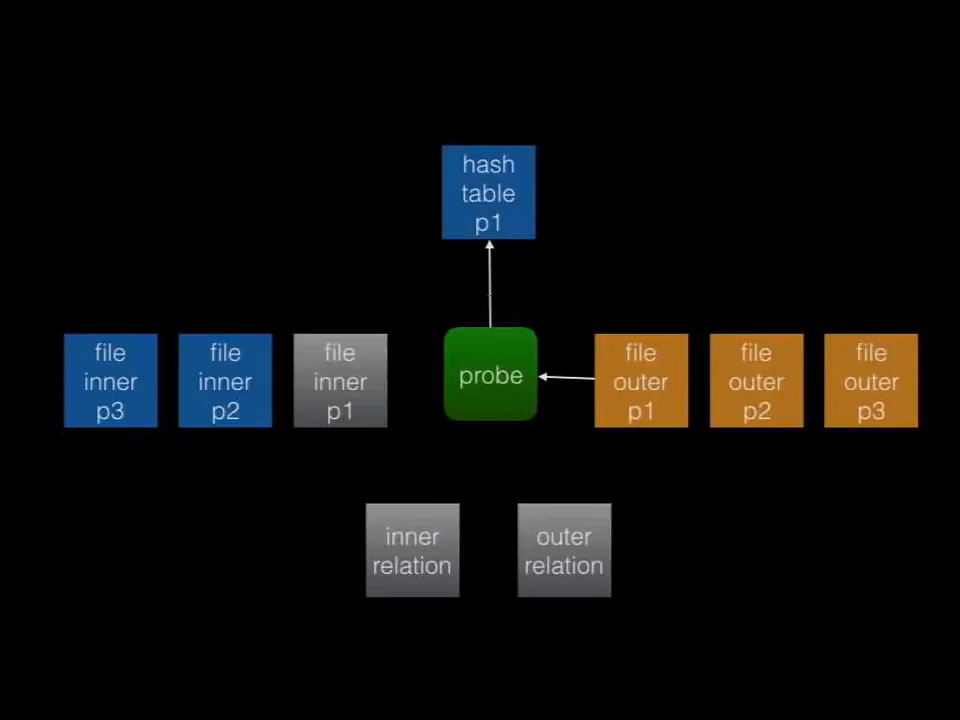 hash
table
p1
file
inner
p3
file
inner
p2
file
inner
p1
probe
file
outer
p1
file
outer
p2
file
outer
p3
inner
relation
outer
relation